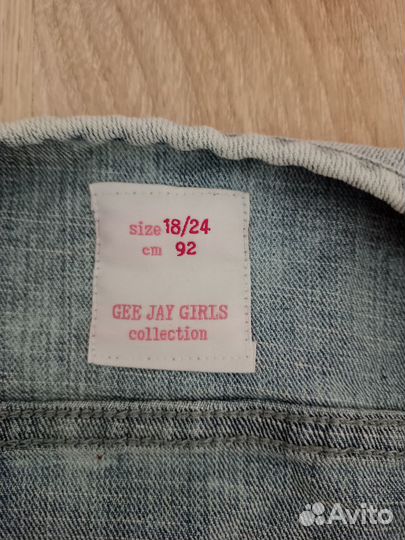 size 18/24
cm 92
GEE JAY GIRLS
collection
Avito